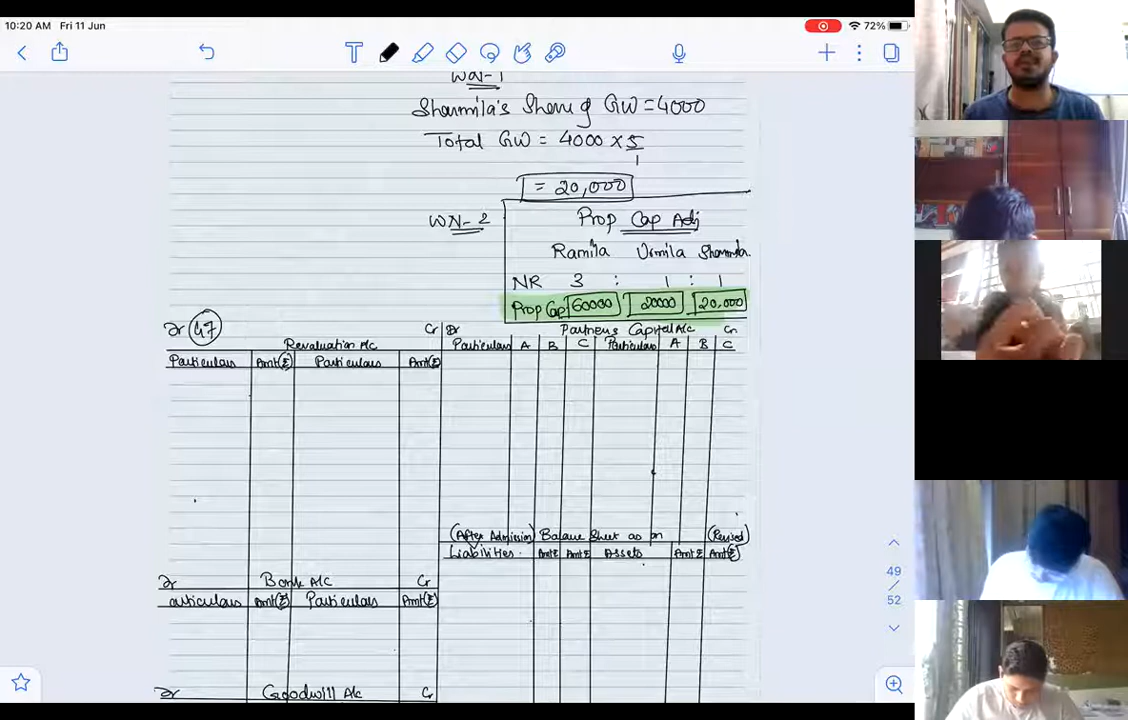 10:20 AM Fri 11 Jun
72%
T
WN-1
Sharmila's Share of GW = 4000
Total GW = 4000 × 5/1
= 20,000
WN-2
Prop Cap Adj
Ramila Urmila Sharmila
NR 3 : 1 : 1
Prop Cap 60000 20000 20,000
Dr 47 Cr Dr Partners Capital A/c Cr
Revaluation A/c Particulars A B C Particulars A B C
Particulars Amt(₹) Particulars Amt(₹)
(After Admission) Balance Sheet as on (Revised)
Liabilities Amt₹ Amt₹ Assets Amt₹ Amt₹
Dr Bank A/c Cr
articulars Amt(₹) Particulars Amt(₹)
49
/
52
Dr Goodwill A/c Cr